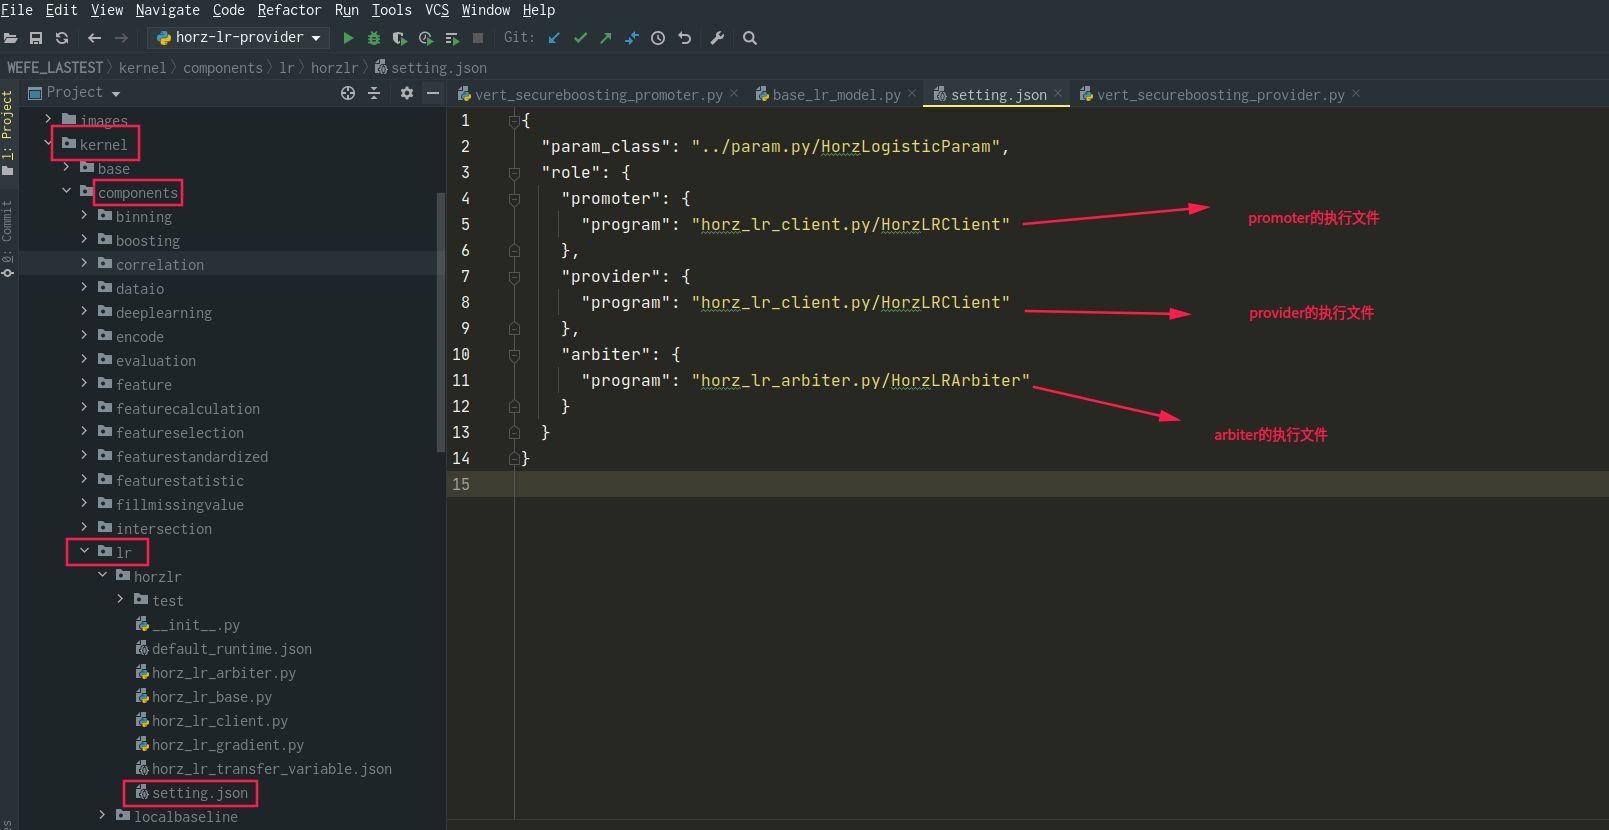 File Edit View Navigate Code Refactor Run Tools VCS Window Help
horz-lr-provider Git:
WEFE_LASTEST kernel components lr horzlr setting.json
Project
vert_secureboosting_promoter.py base_lr_model.py setting.json vert_secureboosting_provider.py
1: Project
0: Commit
images
kernel
base
components
binning
boosting
correlation
dataio
deeplearning
encode
evaluation
feature
featurecalculation
featureselection
featurestandardized
featurestatistic
fillmissingvalue
intersection
lr
horzlr
test
__init__.py
default_runtime.json
horz_lr_arbiter.py
horz_lr_base.py
horz_lr_client.py
horz_lr_gradient.py
horz_lr_transfer_variable.json
setting.json
localbaseline
1 {
2 "param_class": "../param.py/HorzLogisticParam",
3 "role": {
4 "promoter": {
5 "program": "horz_lr_client.py/HorzLRClient"
6 },
7 "provider": {
8 "program": "horz_lr_client.py/HorzLRClient"
9 },
10 "arbiter": {
11 "program": "horz_lr_arbiter.py/HorzLRArbiter"
12 }
13 }
14 }
15
promoter的执行文件
provider的执行文件
arbiter的执行文件